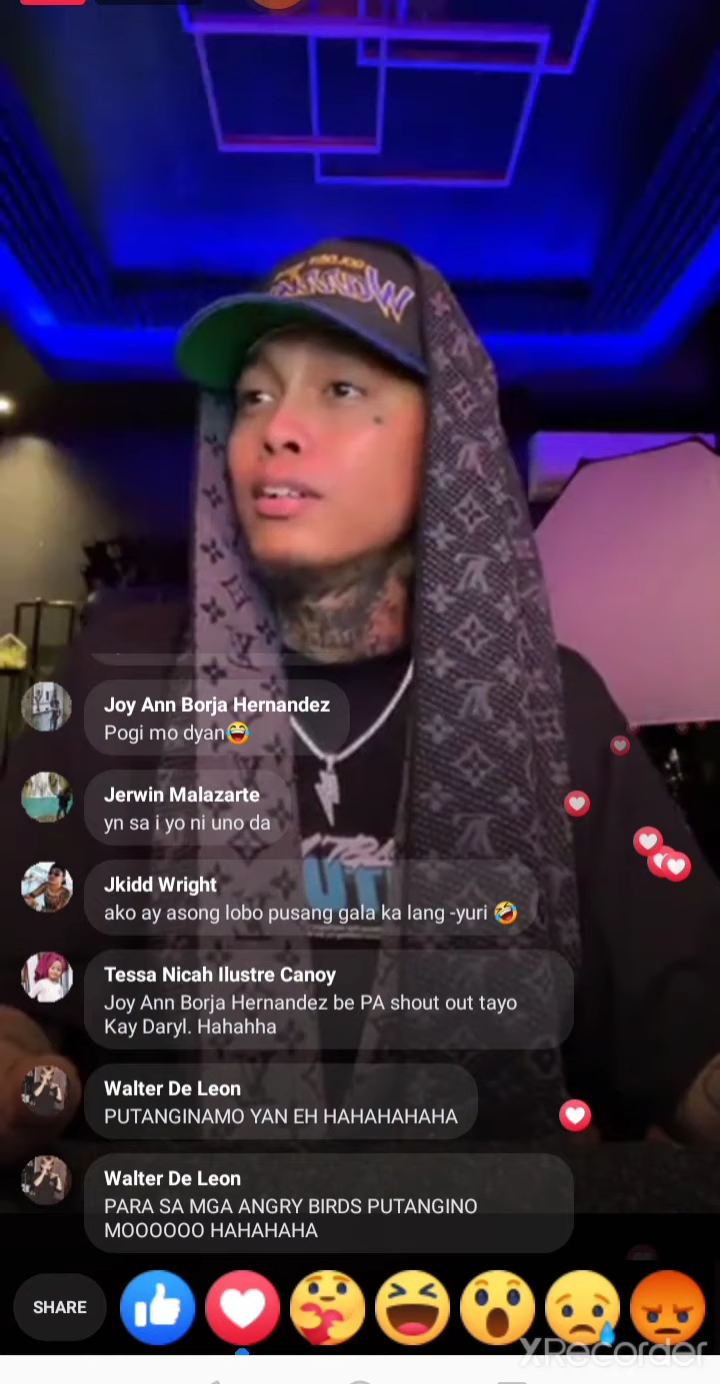 Joy Ann Borja Hernandez
Pogi mo dyan😂
Jerwin Malazarte
yn sa i yo ni uno da
Jkidd Wright
ako ay asong lobo pusang gala ka lang -yuri 🤣
Tessa Nicah Ilustre Canoy
Joy Ann Borja Hernandez be PA shout out tayo
Kay Daryl. Hahahha
Walter De Leon
PUTANGINAMO YAN EH HAHAHAHAHA
Walter De Leon
PARA SA MGA ANGRY BIRDS PUTANGINO
MOOOOOO HAHAHAHA
SHARE
XRecorder